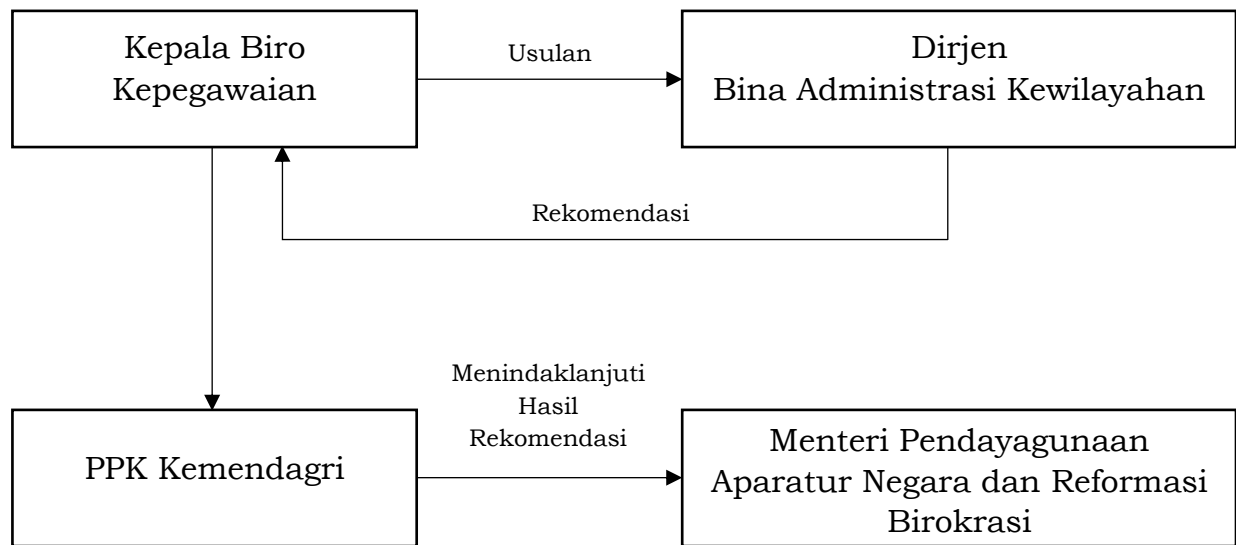 Kepala Biro
Kepegawaian
Usulan
Dirjen
Bina Administrasi Kewilayahan
Rekomendasi
PPK Kemendagri
Menindaklanjuti
Hasil
Rekomendasi
Menteri Pendayagunaan
Aparatur Negara dan Reformasi
Birokrasi